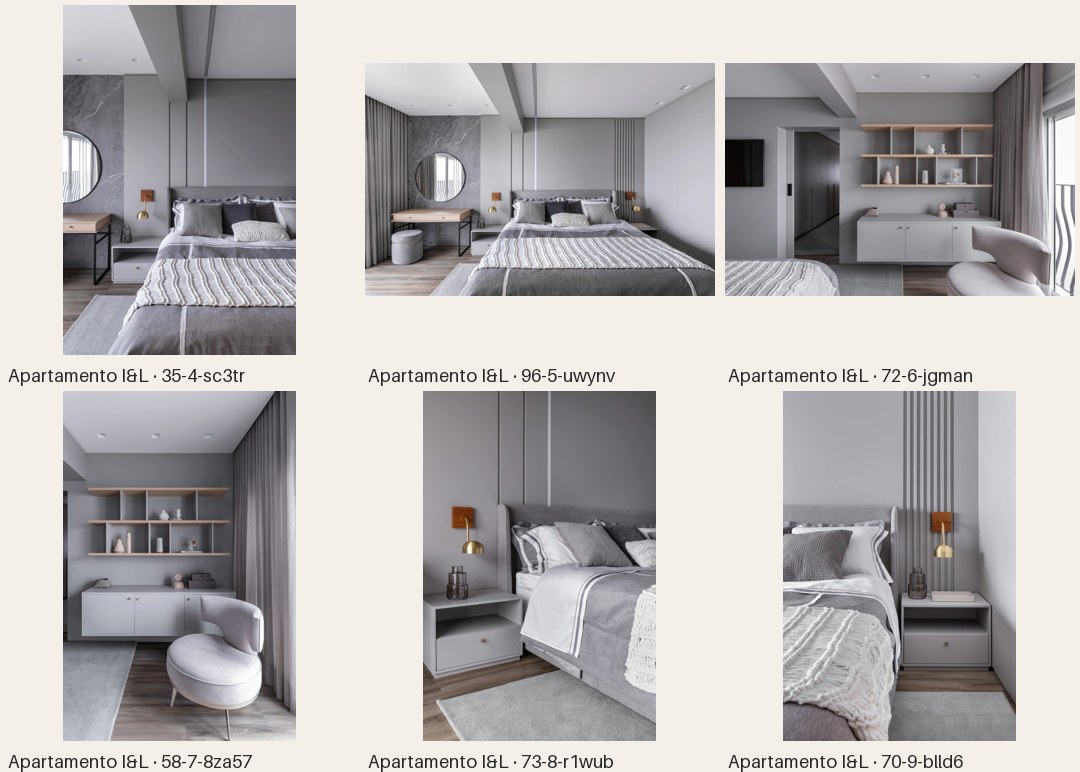 Apartamento I&L · 35-4-sc3tr
Apartamento I&L · 96-5-uwynv
Apartamento I&L · 72-6-jgman
Apartamento I&L · 58-7-8za57
Apartamento I&L · 73-8-r1wub
Apartamento I&L · 70-9-blld6